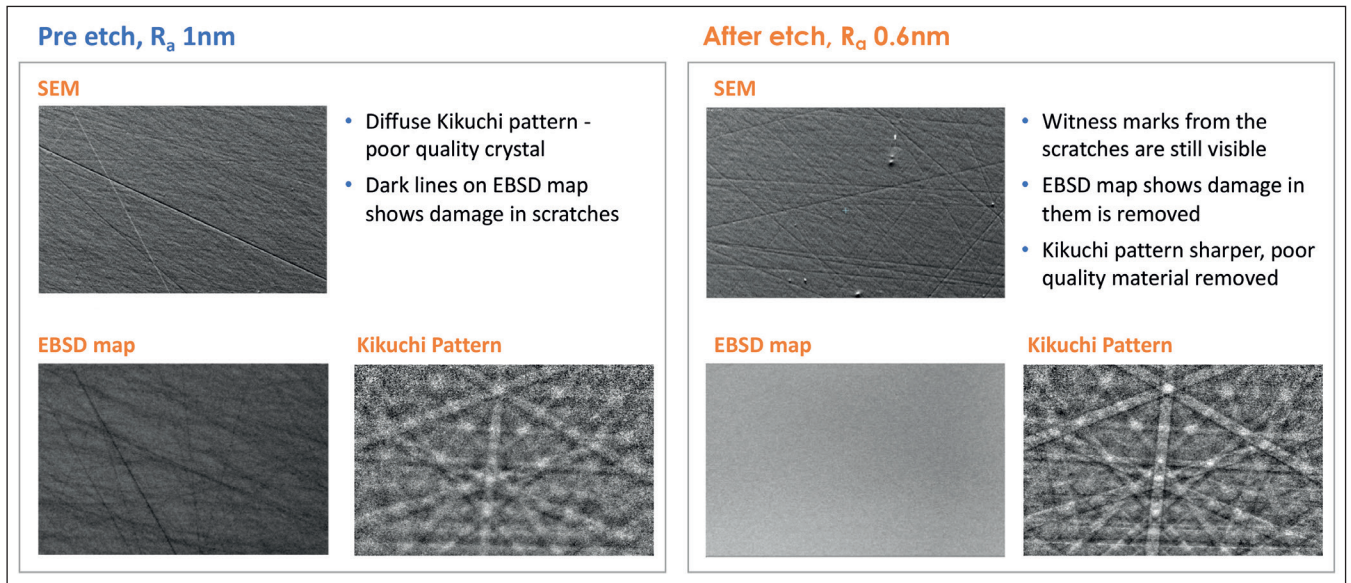 Pre etch, Ra 1nm
SEM
• Diffuse Kikuchi pattern -
poor quality crystal
• Dark lines on EBSD map
shows damage in scratches
EBSD map
Kikuchi Pattern
After etch, Ra 0.6nm
SEM
• Witness marks from the
scratches are still visible
• EBSD map shows damage in
them is removed
• Kikuchi pattern sharper, poor
quality material removed
EBSD map
Kikuchi Pattern